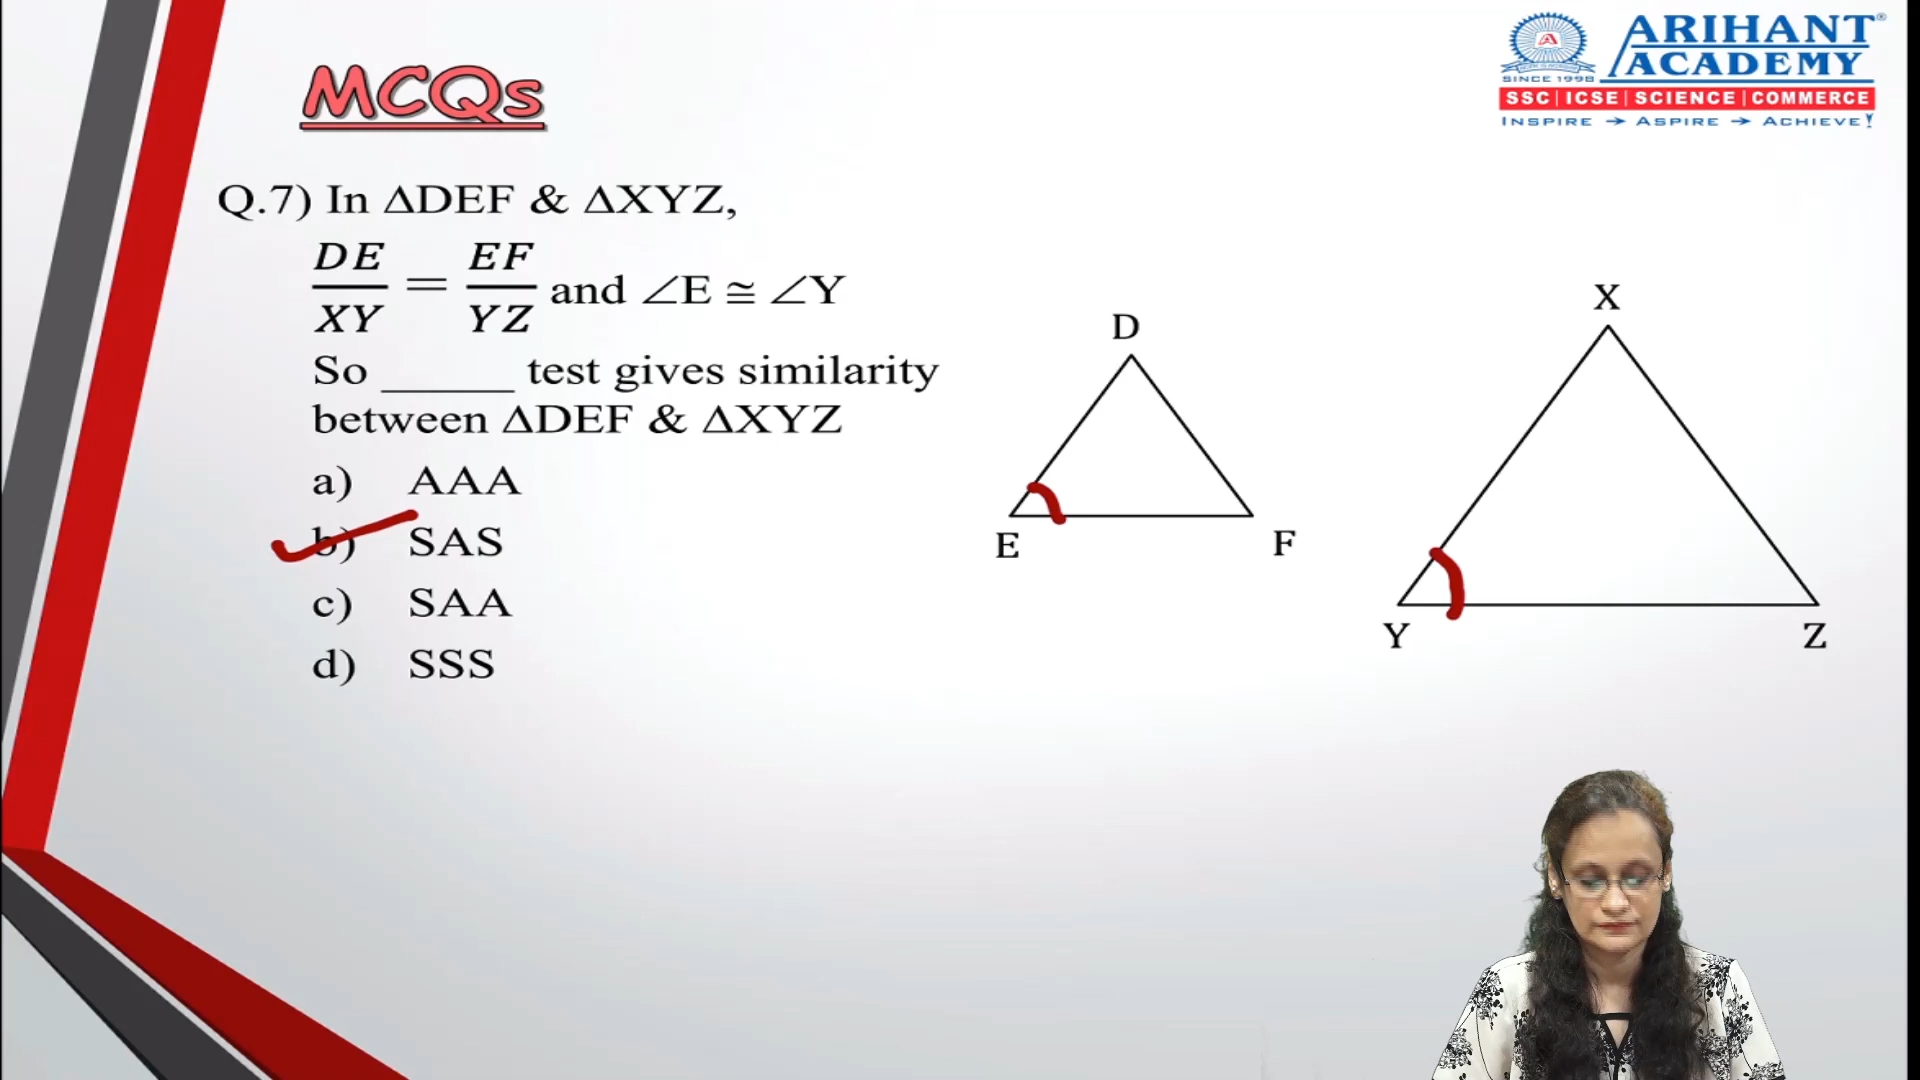 MCQs
ARIHANT®
ACADEMY
A
SINCE 1998
SSC | ICSE | SCIENCE | COMMERCE
INSPIRE → ASPIRE → ACHIEVE!
Q.7) In ΔDEF & ΔXYZ,
DE/XY = EF/YZ and ∠E ≅ ∠Y
So ______ test gives similarity
between ΔDEF & ΔXYZ
a) AAA
b) SAS
c) SAA
d) SSS
D
E
F
X
Y
Z